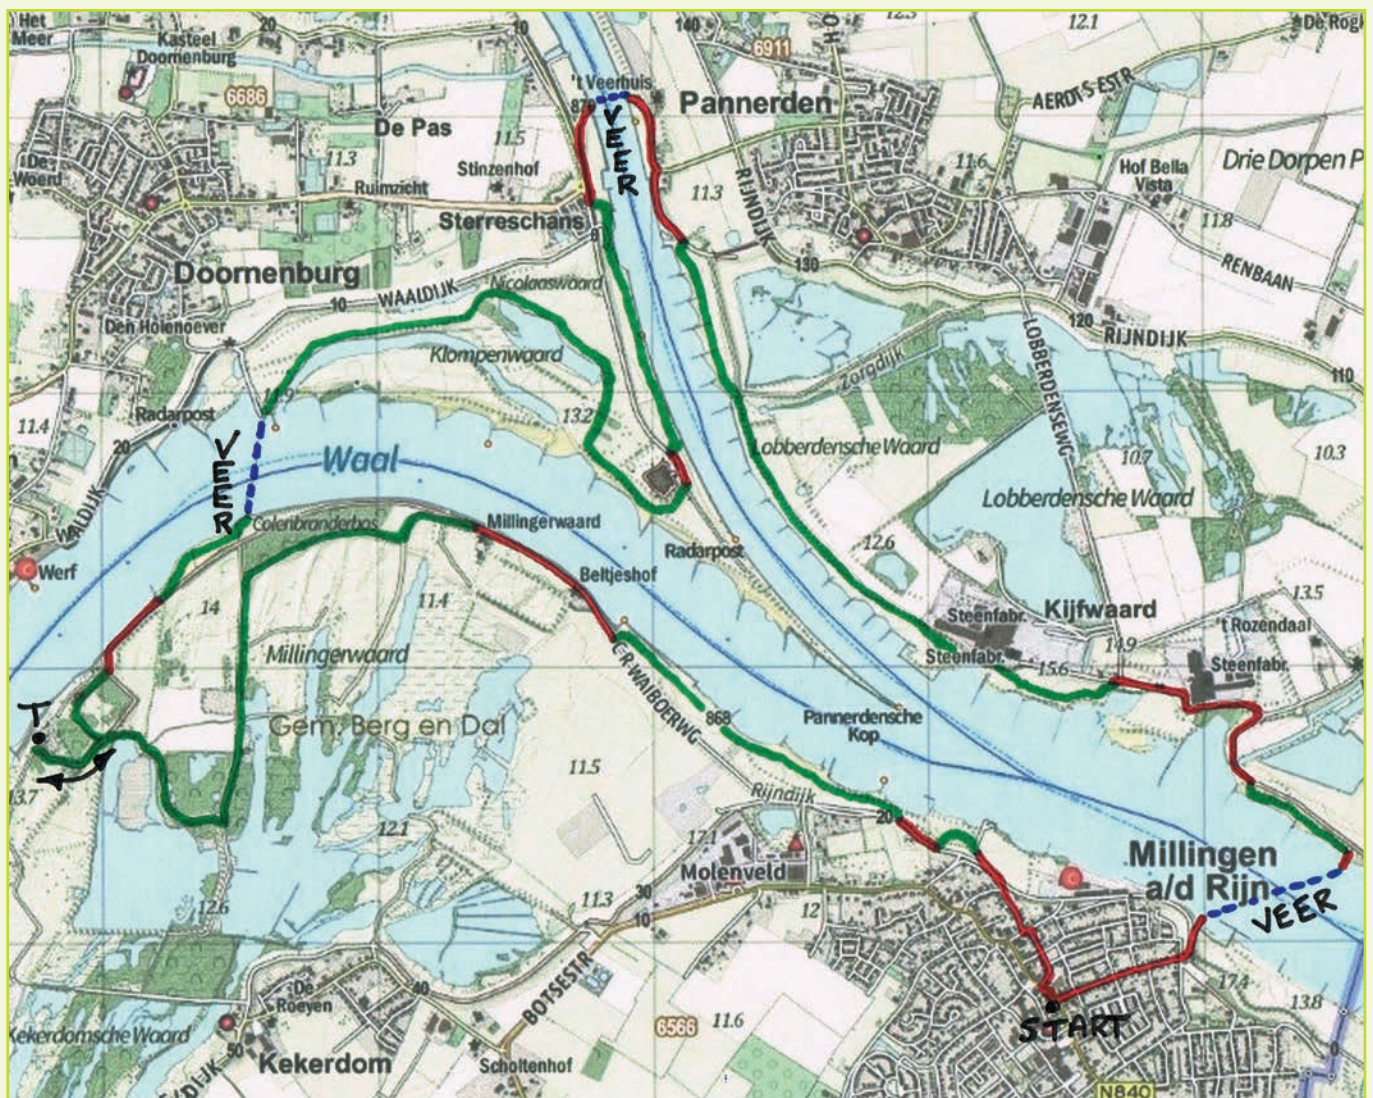 Het
Meer
20
10
140
12.1
De Rog
Kasteel
Doornenburg
6911
't Veerhuis
6686
Pannerden
AERDTSESTR
De Pas
VEER
11.5
De
Woerd
11.3
Stinzenhof
11.6
Hof Bella
Vista
Drie Dorpen P
Ruimzicht
11.3
RIJNDIJK
11.8
Sterreschans
Doornenburg
130
RENBAAN
Nicolaaswaard
10
WAALDIJK
Den Holenoever
120
RIJNDIJK
LOBBERDENSEWG
Klompenwaard
Zorgdijk
110
Radarpost
13.2
11.4
20
VEER
Waal
Lobberdensche Waard
10.7
10.3
Lobberdensche Waard
WAALDIJK
Colenbranderbos
Millingerwaard
Radarpost
12.6
Werf
Beltjeshof
14
11.4
Steenfabr.
Kijfwaard
13.5
't Rozendaal
14.9
Millingerwaard
Steenfabr.
15.6
Steenfabr.
C.R. WAIBOERWG
T
Gem. Berg en Dal
868
Pannerdensche
Kop
13.7
11.5
Rijndijk
20
12.1
17.1
Millingen
a/d Rijn
Molenveld
30
11.3
10
12
12.6
VEER
De
Roeyen
40
BOTSESTR
17.4
13.8
Kekerdomsche Waard
6566
11.6
START
50
Kekerdom
Scholtenhof
0
N840